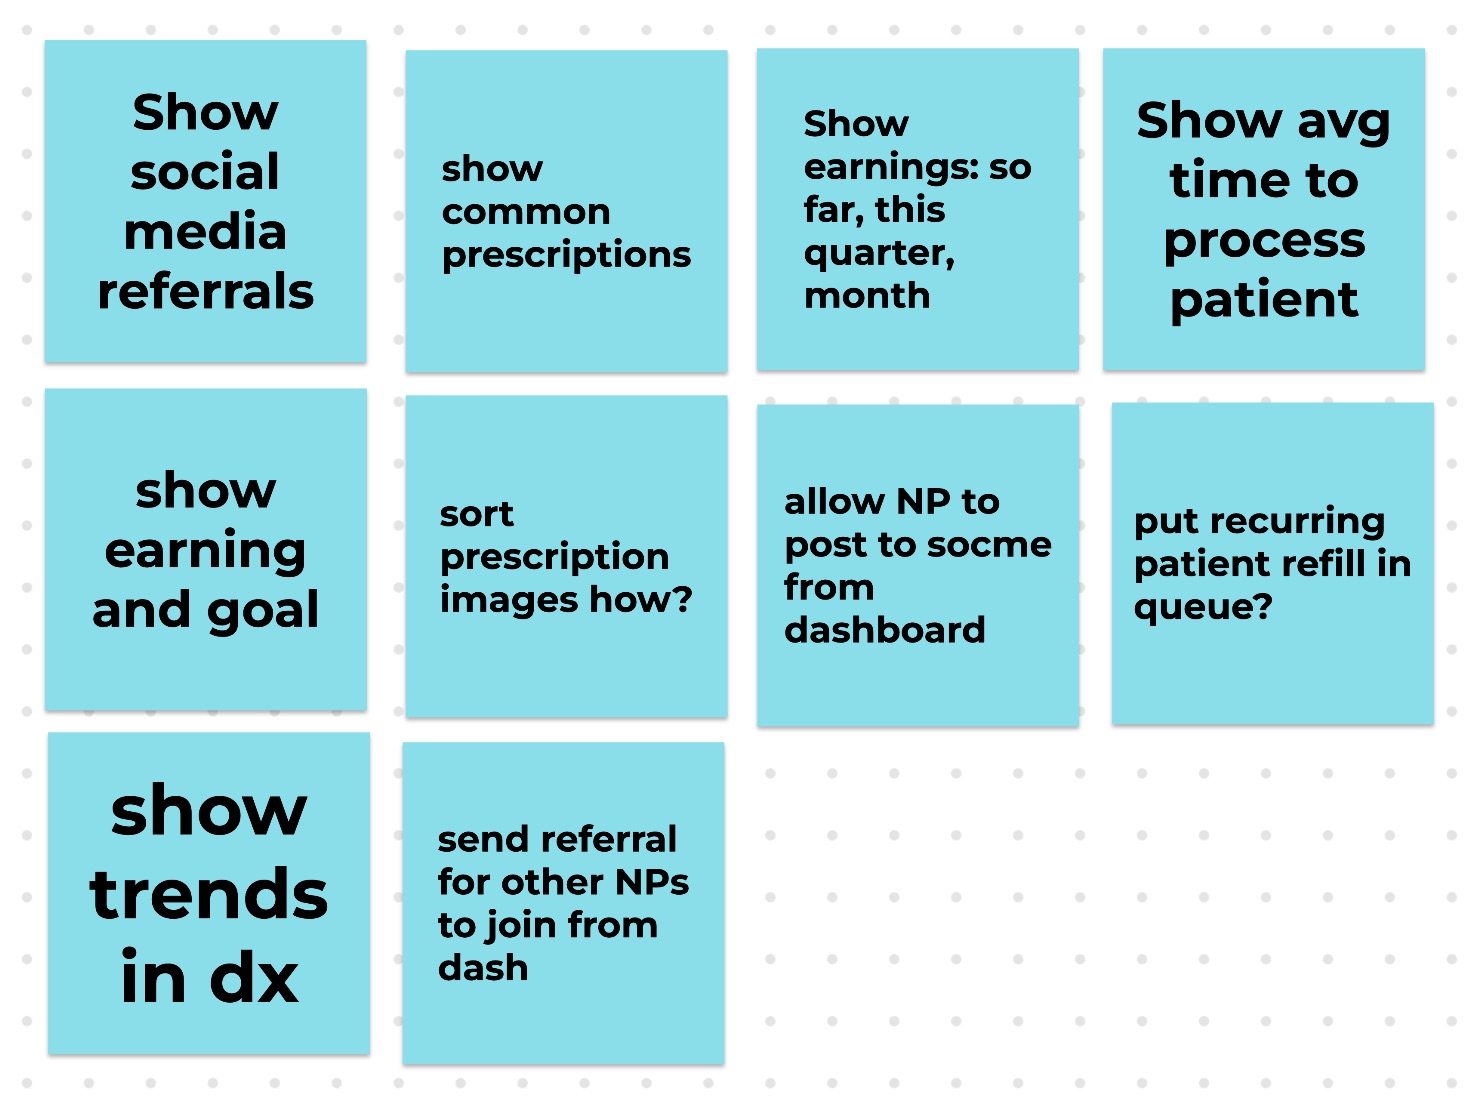 Show
social
media
referrals
show
common
prescriptions
Show
earnings: so
far, this
quarter,
month
Show avg
time to
process
patient
show
earning
and goal
sort
prescription
images how?
allow NP to
post to socme
from
dashboard
put recurring
patient refill in
queue?
show
trends
in dx
send referral
for other NPs
to join from
dash